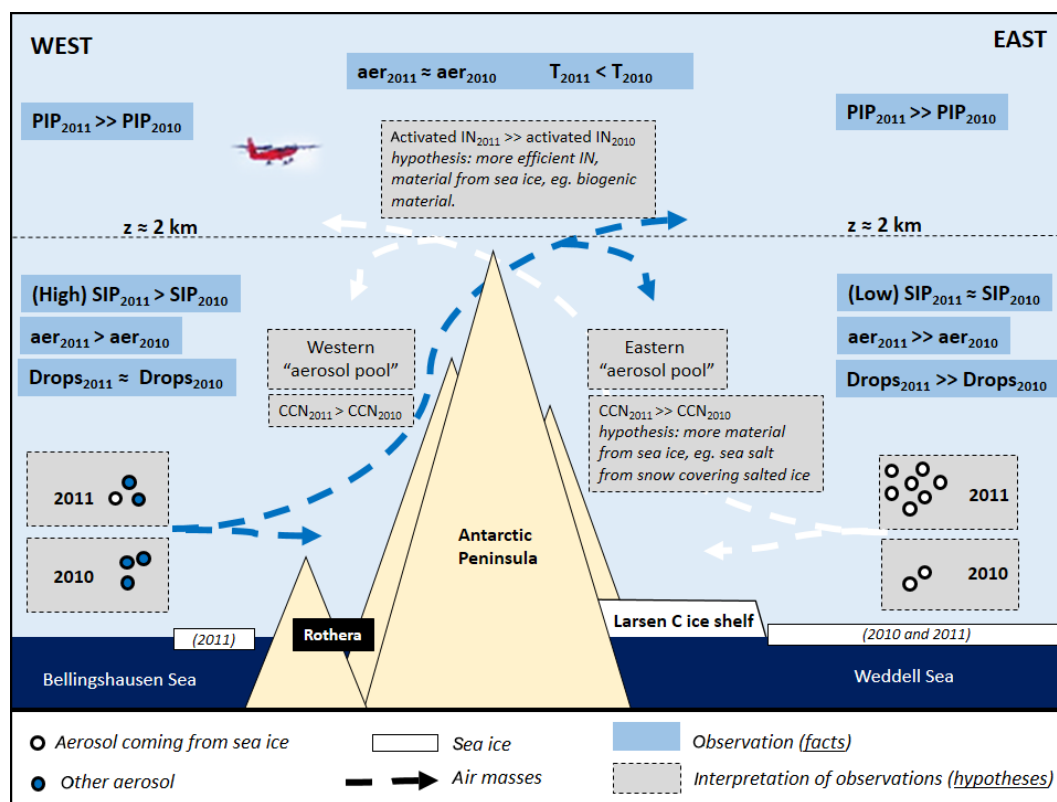 WEST
EAST
aer2011 ≈ aer2010 T2011 < T2010
PIP2011 >> PIP2010
PIP2011 >> PIP2010
Activated IN2011 >> activated IN2010
hypothesis: more efficient IN,
material from sea ice, eg. biogenic
material.
z ≈ 2 km
z ≈ 2 km
(High) SIP2011 > SIP2010
aer2011 > aer2010
Drops2011 ≈ Drops2010
Western
“aerosol pool”
CCN2011 > CCN2010
Eastern
“aerosol pool”
CCN2011 >> CCN2010
hypothesis: more material
from sea ice, eg. sea salt
from snow covering salted ice
(Low) SIP2011 ≈ SIP2010
aer2011 >> aer2010
Drops2011 >> Drops2010
2011
2010
2011
2010
Antarctic
Peninsula
Rothera
Larsen C ice shelf
(2011)
(2010 and 2011)
Bellingshausen Sea
Weddell Sea
Aerosol coming from sea ice
Other aerosol
Sea ice
Air masses
Observation (facts)
Interpretation of observations (hypotheses)